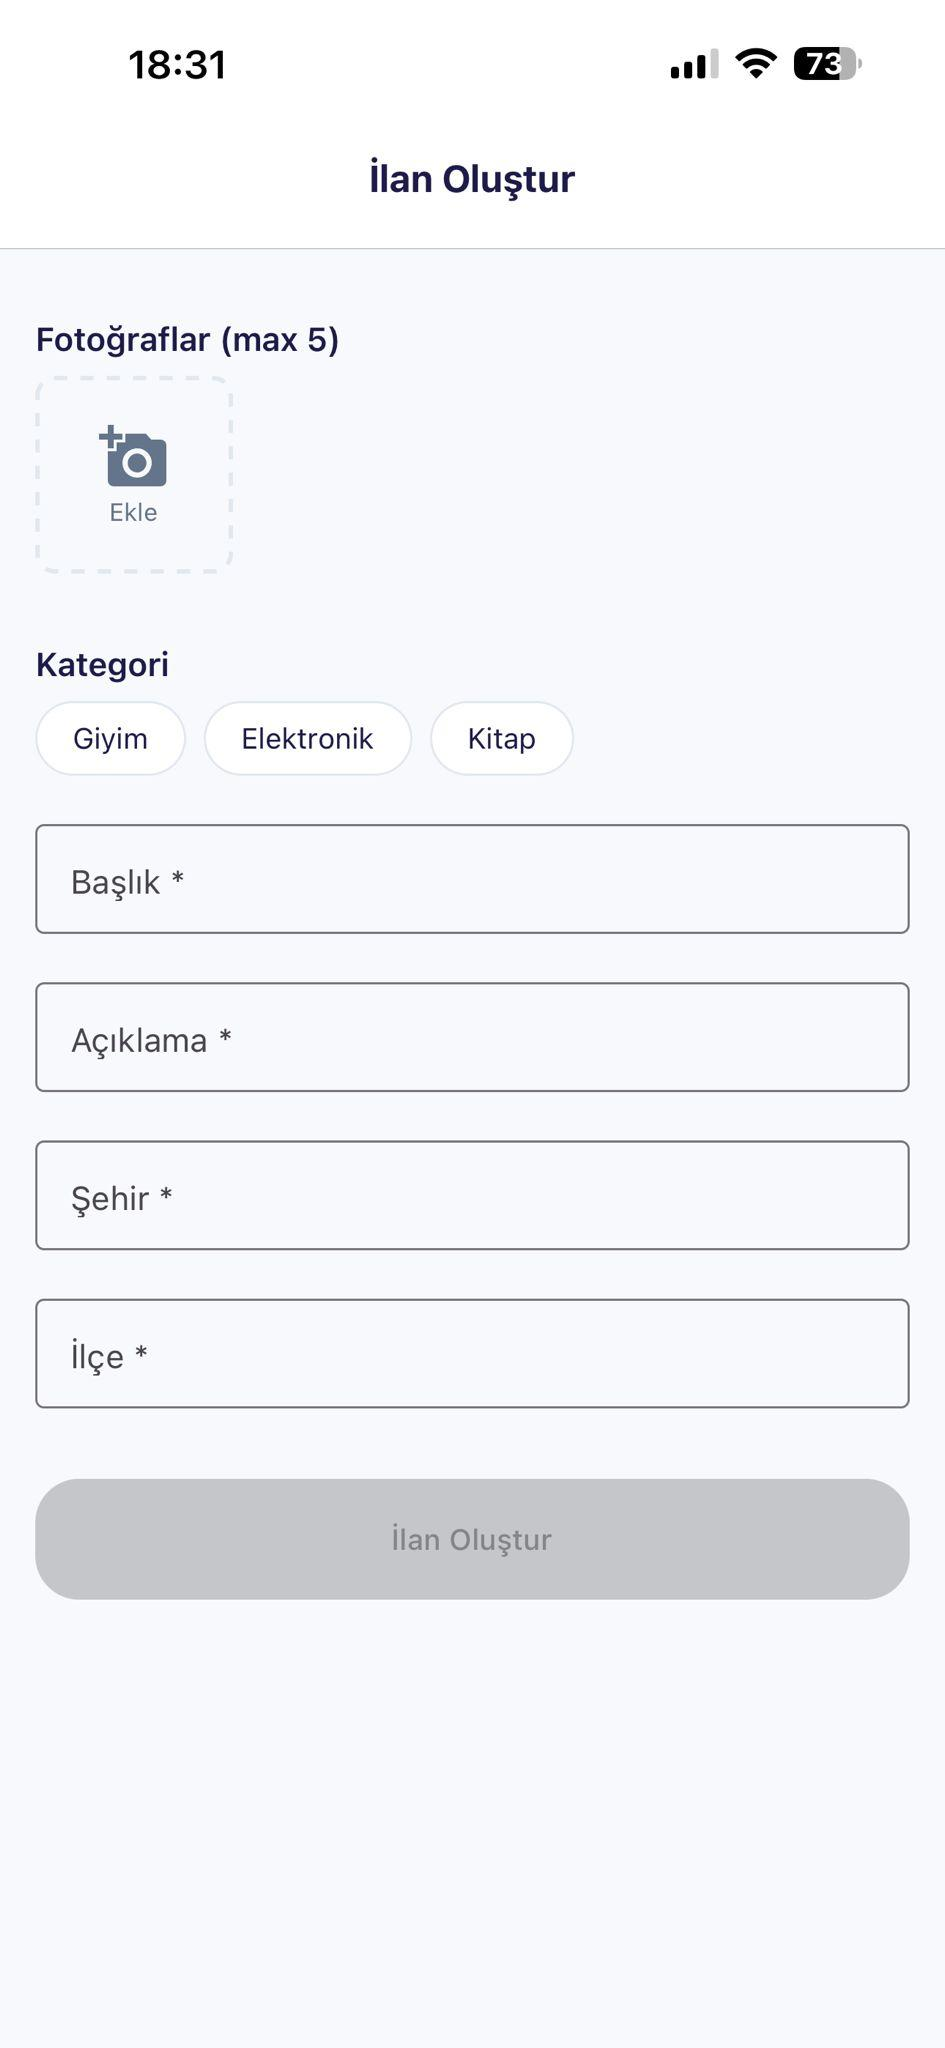 18:31
73
İlan Oluştur
Fotoğraflar (max 5)
Ekle
Kategori
Giyim Elektronik Kitap
Başlık *
Açıklama *
Şehir *
İlçe *
İlan Oluştur